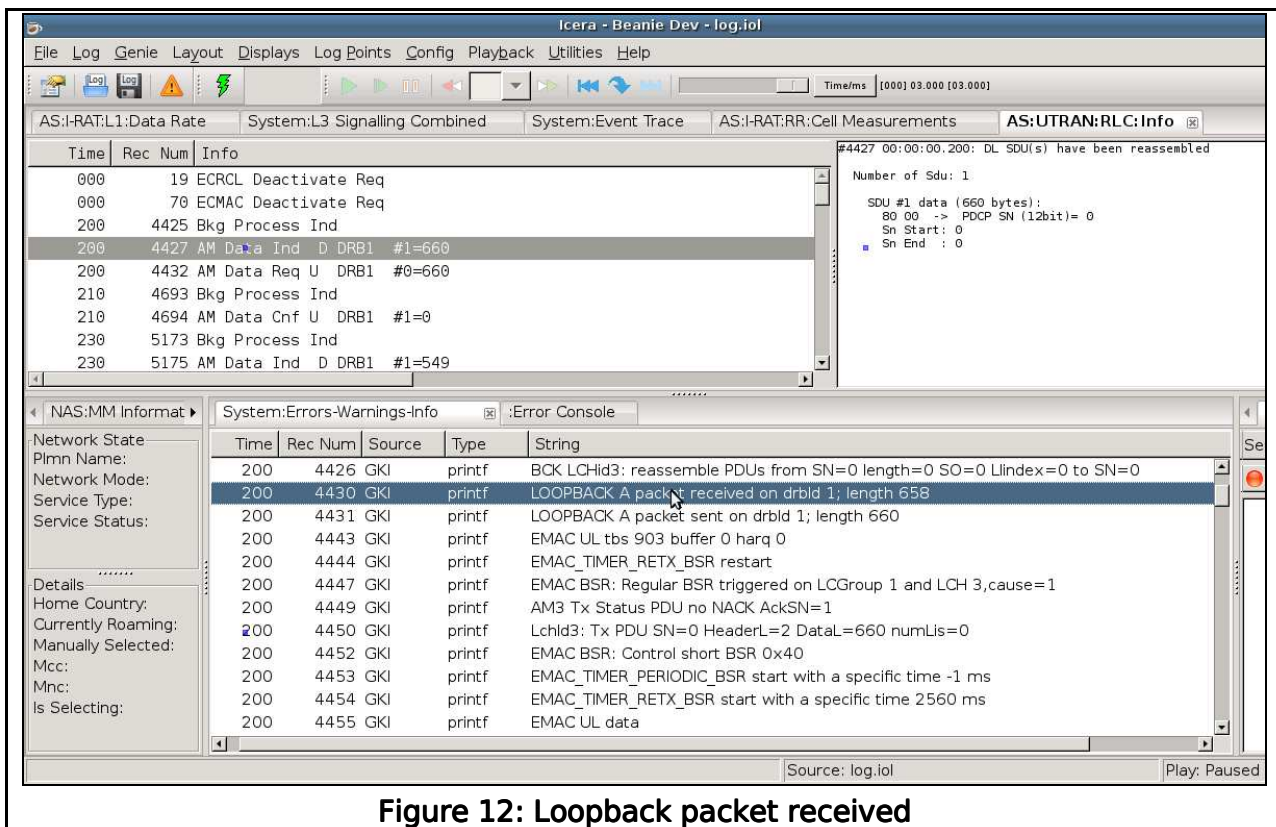 Icera - Beanie Dev - log.iol
File Log Genie Layout Displays Log Points Config Playback Utilities Help
Log Log Time/ms [000] 03.000 [03.000]
AS:I-RAT:L1:Data Rate System:L3 Signalling Combined System:Event Trace AS:I-RAT:RR:Cell Measurements AS:UTRAN:RLC:Info
Time Rec Num Info
000 19 ECRCL Deactivate Req
000 70 ECMAC Deactivate Req
200 4425 Bkg Process Ind
200 4427 AM Data Ind D DRB1 #1=660
200 4432 AM Data Req U DRB1 #0=660
210 4693 Bkg Process Ind
210 4694 AM Data Cnf U DRB1 #1=0
230 5173 Bkg Process Ind
230 5175 AM Data Ind D DRB1 #1=549
#4427 00:00:00.200: DL SDU(s) have been reassembled
Number of Sdu: 1
SDU #1 data (660 bytes):
80 00 -> PDCP SN (12bit)= 0
Sn Start: 0
Sn End : 0
NAS:MM Informat
Network State
Plmn Name:
Network Mode:
Service Type:
Service Status:
Details
Home Country:
Currently Roaming:
Manually Selected:
Mcc:
Mnc:
Is Selecting:
System:Errors-Warnings-Info :Error Console
Time Rec Num Source Type String
200 4426 GKI printf BCK LCHid3: reassemble PDUs from SN=0 length=0 SO=0 LIindex=0 to SN=0
200 4430 GKI printf LOOPBACK A packet received on drbId 1; length 658
200 4431 GKI printf LOOPBACK A packet sent on drbId 1; length 660
200 4443 GKI printf EMAC UL tbs 903 buffer 0 harq 0
200 4444 GKI printf EMAC_TIMER_RETX_BSR restart
200 4447 GKI printf EMAC BSR: Regular BSR triggered on LCGroup 1 and LCH 3,cause=1
200 4449 GKI printf AM3 Tx Status PDU no NACK AckSN=1
200 4450 GKI printf LchId3: Tx PDU SN=0 HeaderL=2 DataL=660 numLis=0
200 4452 GKI printf EMAC BSR: Control short BSR 0x40
200 4453 GKI printf EMAC_TIMER_PERIODIC_BSR start with a specific time -1 ms
200 4454 GKI printf EMAC_TIMER_RETX_BSR start with a specific time 2560 ms
200 4455 GKI printf EMAC UL data
Se
Source: log.iol Play: Paused
Figure 12: Loopback packet received